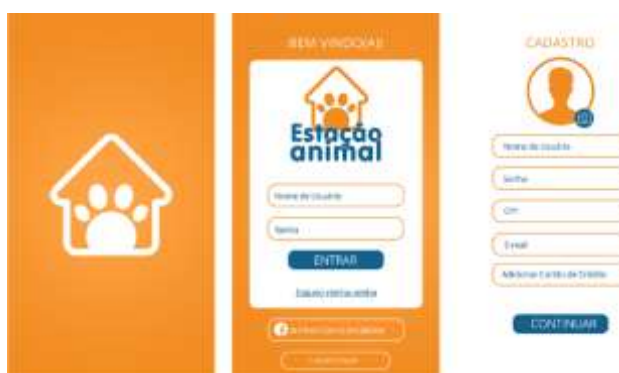 BEM VINDO(A)!
Estação
animal
Nome de Usuário
Senha
ENTRAR
Esqueci minha senha
CADASTRO
Nome de Usuário
Senha
CPF
E-mail
Adicionar Cartão de Crédito
CONTINUAR